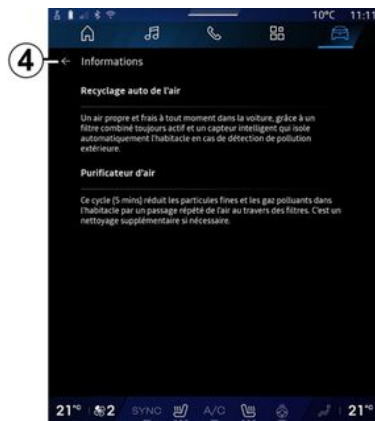 10°C 11:11
4
Informations
Recyclage auto de l'air
Un air propre et frais à tout moment dans la voiture, grâce à un
filtre combiné toujours actif et un capteur intelligent qui isole
automatiquement l'habitacle en cas de détection de pollution
extérieure.
Purificateur d'air
Ce cycle (5 mins) réduit les particules fines et les gaz polluants dans
l'habitacle par un passage répété de l'air au travers des filtres. C'est un
nettoyage supplémentaire si nécessaire.
21°° 2 SYNC A/C 21°°